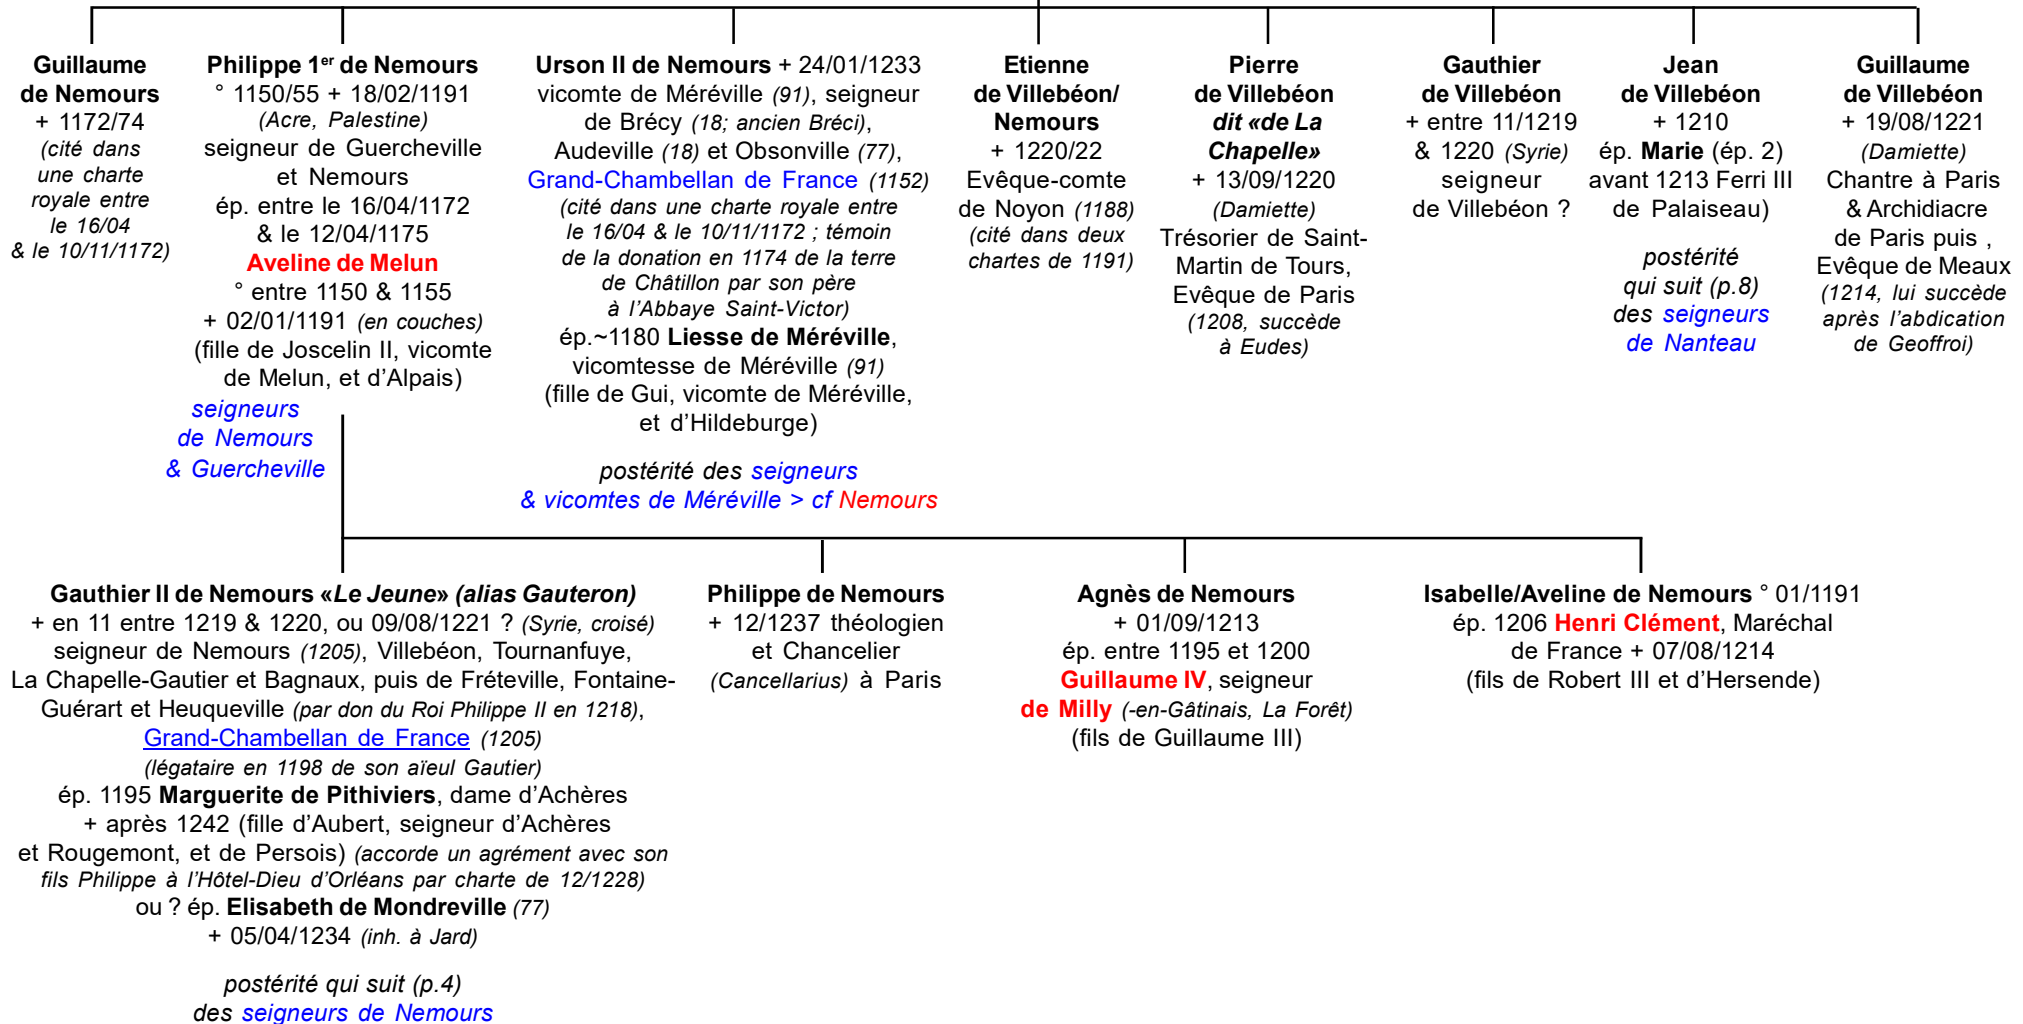 Guillaume
de Nemours
+ 1172/74
(cité dans
une charte
royale entre
le 16/04
& le 10/11/1172)
Philippe 1er de Nemours
° 1150/55 + 18/02/1191
(Acre, Palestine)
seigneur de Guercheville
et Nemours
ép. entre le 16/04/1172
& le 12/04/1175
Aveline de Melun
° entre 1150 & 1155
+ 02/01/1191 (en couches)
(fille de Joscelin II, vicomte
de Melun, et d'Alpais)
seigneurs
de Nemours
& Guercheville
Urson II de Nemours + 24/01/1233
vicomte de Méréville (91), seigneur
de Brécy (18; ancien Bréci),
Audeville (18) et Obsonville (77),
Grand-Chambellan de France (1152)
(cité dans une charte royale entre
le 16/04 & le 10/11/1172 ; témoin
de la donation en 1174 de la terre
de Châtillon par son père
à l'Abbaye Saint-Victor)
ép.~1180 Liesse de Méréville,
vicomtesse de Méréville (91)
(fille de Gui, vicomte de Méréville,
et d'Hildeburge)
postérité des seigneurs
& vicomtes de Méréville > cf Nemours
Etienne
de Villebéon/
Nemours
+ 1220/22
Evêque-comte
de Noyon (1188)
(cité dans deux
chartes de 1191)
Pierre
de Villebéon
dit «de La
Chapelle»
+ 13/09/1220
(Damiette)
Trésorier de Saint-
Martin de Tours,
Evêque de Paris
(1208, succède
à Eudes)
Gauthier
de Villebéon
+ entre 11/1219
& 1220 (Syrie)
seigneur
de Villebéon ?
Jean
de Villebéon
+ 1210
ép. Marie (ép. 2)
avant 1213 Ferri III
de Palaiseau)
postérité
qui suit (p.8)
des seigneurs
de Nanteau
Guillaume
de Villebéon
+ 19/08/1221
(Damiette)
Chantre à Paris
& Archidiacre
de Paris puis ,
Evêque de Meaux
(1214, lui succède
après l'abdication
de Geoffroi)
Gauthier II de Nemours «Le Jeune» (alias Gauteron)
+ en 11 entre 1219 & 1220, ou 09/08/1221 ? (Syrie, croisé)
seigneur de Nemours (1205), Villebéon, Tournanfuye,
La Chapelle-Gautier et Bagnaux, puis de Fréteville, Fontaine-
Guérart et Heuqueville (par don du Roi Philippe II en 1218),
Grand-Chambellan de France (1205)
(légataire en 1198 de son aïeul Gautier)
ép. 1195 Marguerite de Pithiviers, dame d'Achères
+ après 1242 (fille d'Aubert, seigneur d'Achères
et Rougemont, et de Persois) (accorde un agrément avec son
fils Philippe à l'Hôtel-Dieu d'Orléans par charte de 12/1228)
ou ? ép. Elisabeth de Mondreville (77)
+ 05/04/1234 (inh. à Jard)
postérité qui suit (p.4)
des seigneurs de Nemours
Philippe de Nemours
+ 12/1237 théologien
et Chancelier
(Cancellarius) à Paris
Agnès de Nemours
+ 01/09/1213
ép. entre 1195 et 1200
Guillaume IV, seigneur
de Milly (-en-Gâtinais, La Forêt)
(fils de Guillaume III)
Isabelle/Aveline de Nemours ° 01/1191
ép. 1206 Henri Clément, Maréchal
de France + 07/08/1214
(fils de Robert III et d'Hersende)